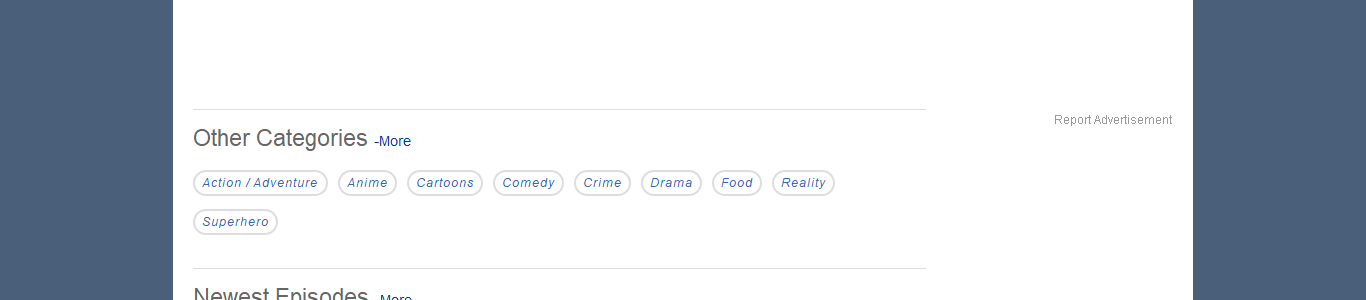 Report Advertisement
Other Categories -More
Action / Adventure Anime Cartoons Comedy Crime Drama Food Reality
Superhero
Newest Episodes -More